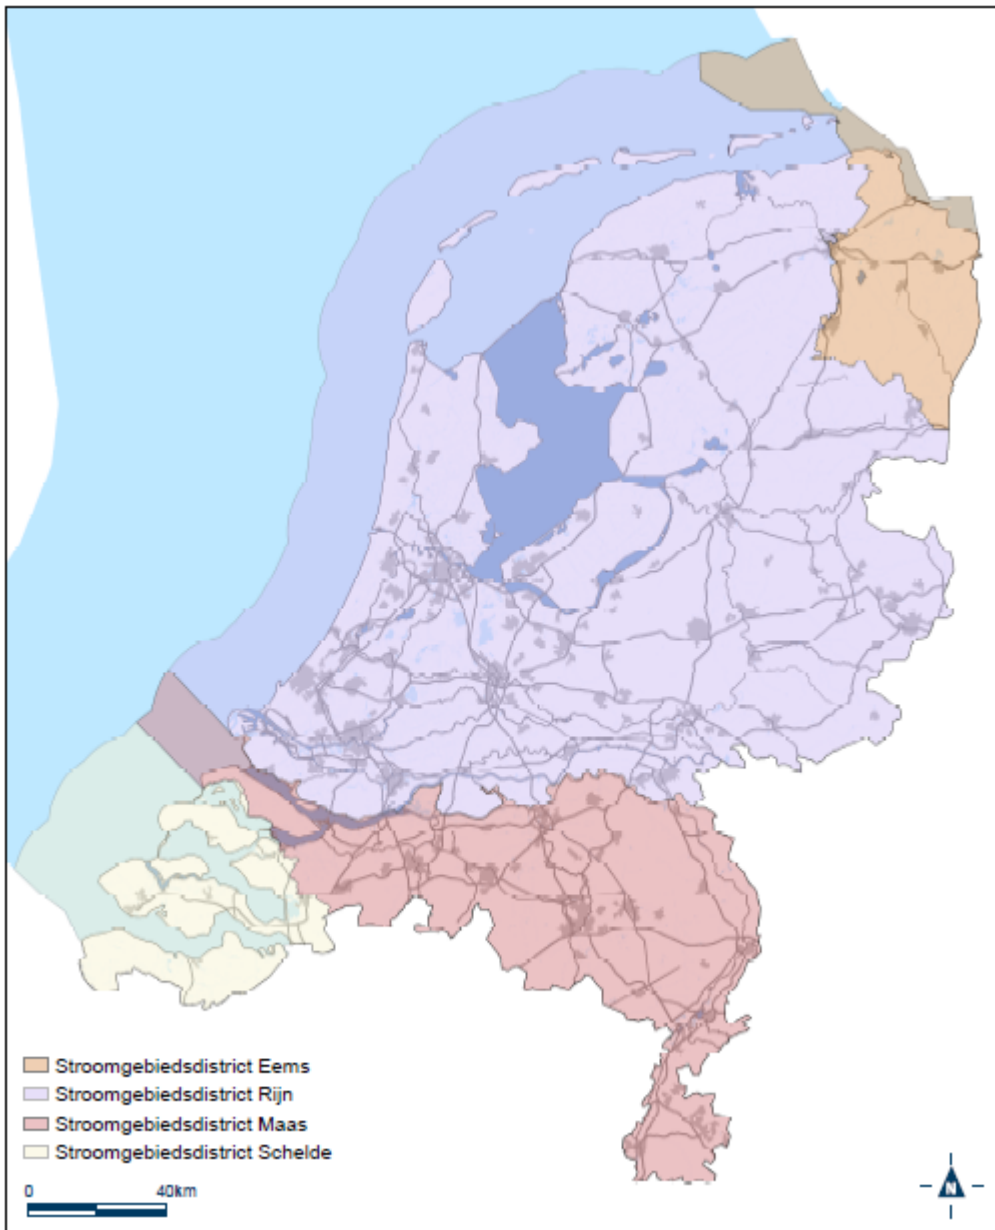 Stroomgebiedsdistrict Eems
Stroomgebiedsdistrict Rijn
Stroomgebiedsdistrict Maas
Stroomgebiedsdistrict Schelde
0 40km
N